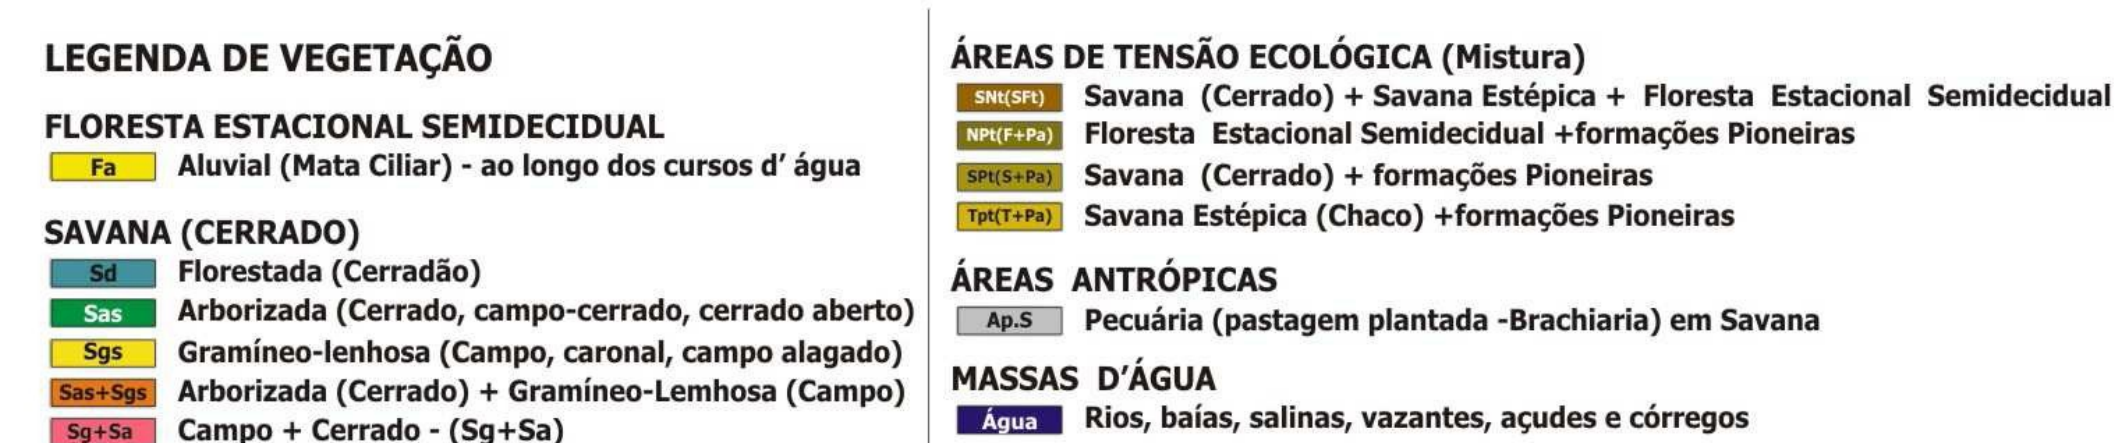 LEGENDA DE VEGETAÇÃO
FLORESTA ESTACIONAL SEMIDECIDUAL
Fa Aluvial (Mata Ciliar) - ao longo dos cursos d’ água
SAVANA (CERRADO)
Sd Florestada (Cerradão)
Sas Arborizada (Cerrado, campo-cerrado, cerrado aberto)
Sgs Gramíneo-lenhosa (Campo, caronal, campo alagado)
Sas+Sgs Arborizada (Cerrado) + Gramíneo-Lemhosa (Campo)
Sg+Sa Campo + Cerrado - (Sg+Sa)
ÁREAS DE TENSÃO ECOLÓGICA (Mistura)
SNt(SFt) Savana (Cerrado) + Savana Estépica + Floresta Estacional Semidecidual
NPt(F+Pa) Floresta Estacional Semidecidual +formações Pioneiras
SPt(S+Pa) Savana (Cerrado) + formações Pioneiras
Tpt(T+Pa) Savana Estépica (Chaco) +formações Pioneiras
ÁREAS ANTRÓPICAS
Ap.S Pecuária (pastagem plantada -Brachiaria) em Savana
MASSAS D’ÁGUA
Água Rios, baías, salinas, vazantes, açudes e córregos